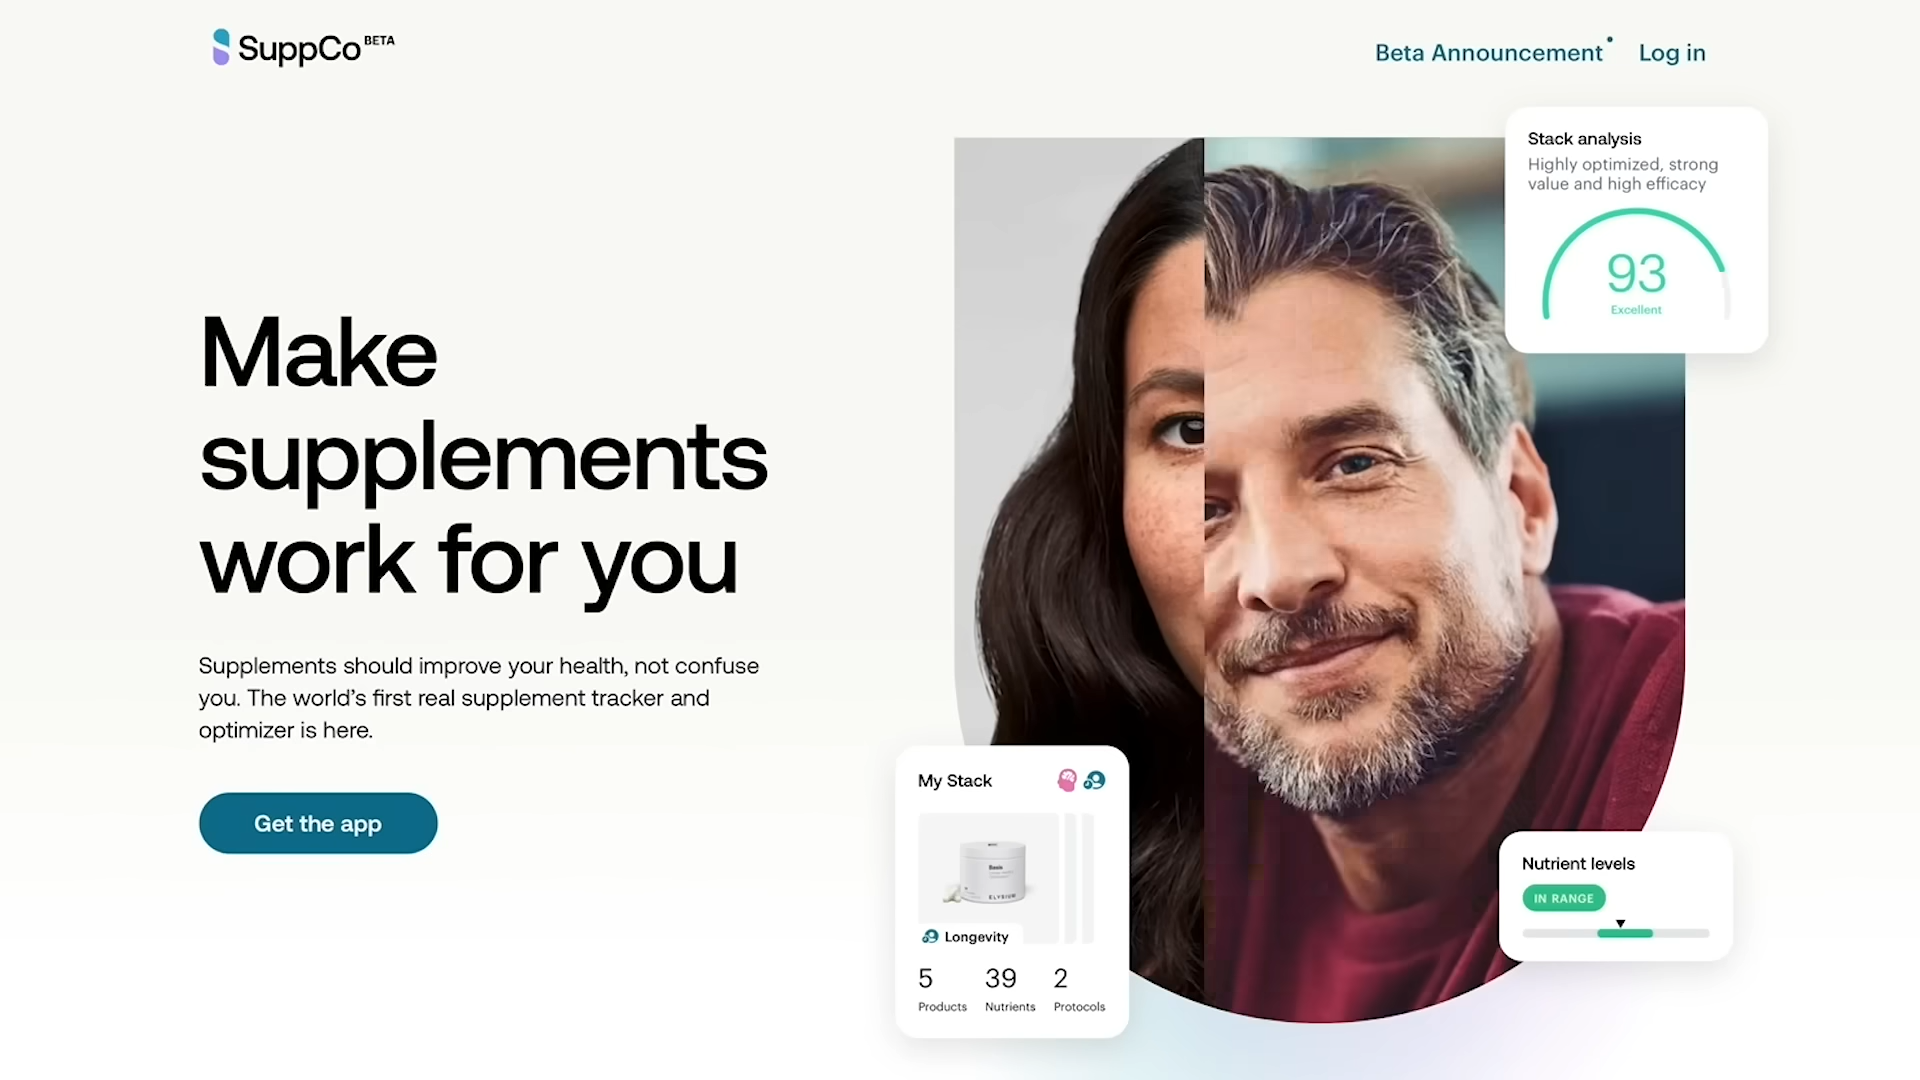 SuppCo BETA
Beta Announcement
Log in
Make
supplements
work for you
Supplements should improve your health, not confuse
you. The world’s first real supplement tracker and
optimizer is here.
Get the app
Stack analysis
Highly optimized, strong
value and high efficacy
93
Excellent
My Stack
Basis
ELYSIUM
Longevity
5 39 2
Products Nutrients Protocols
Nutrient levels
IN RANGE